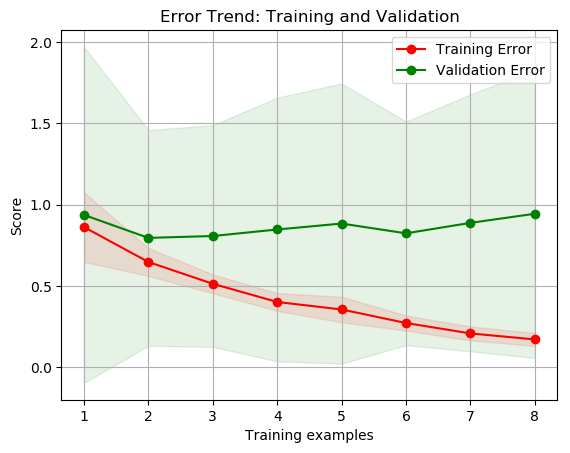 Error Trend: Training and Validation
2.0
1.5
1.0
0.5
0.0
Score
Training Error
Validation Error
1 2 3 4 5 6 7 8
Training examples